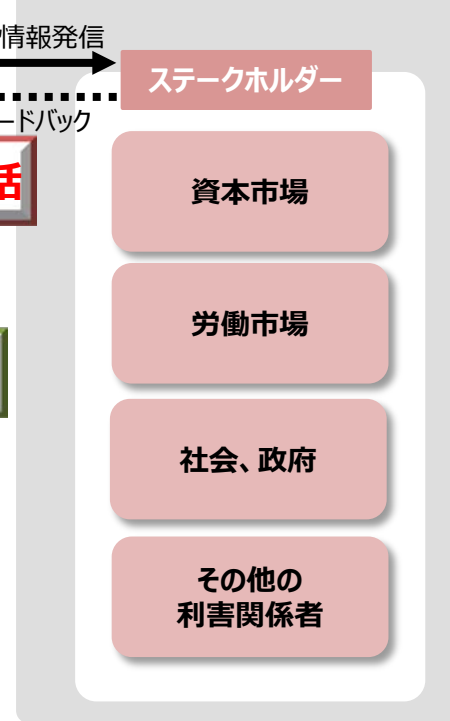 情報発信
ステークホルダー
ードバック
話
資本市場
労働市場
社会、政府
その他の
利害関係者